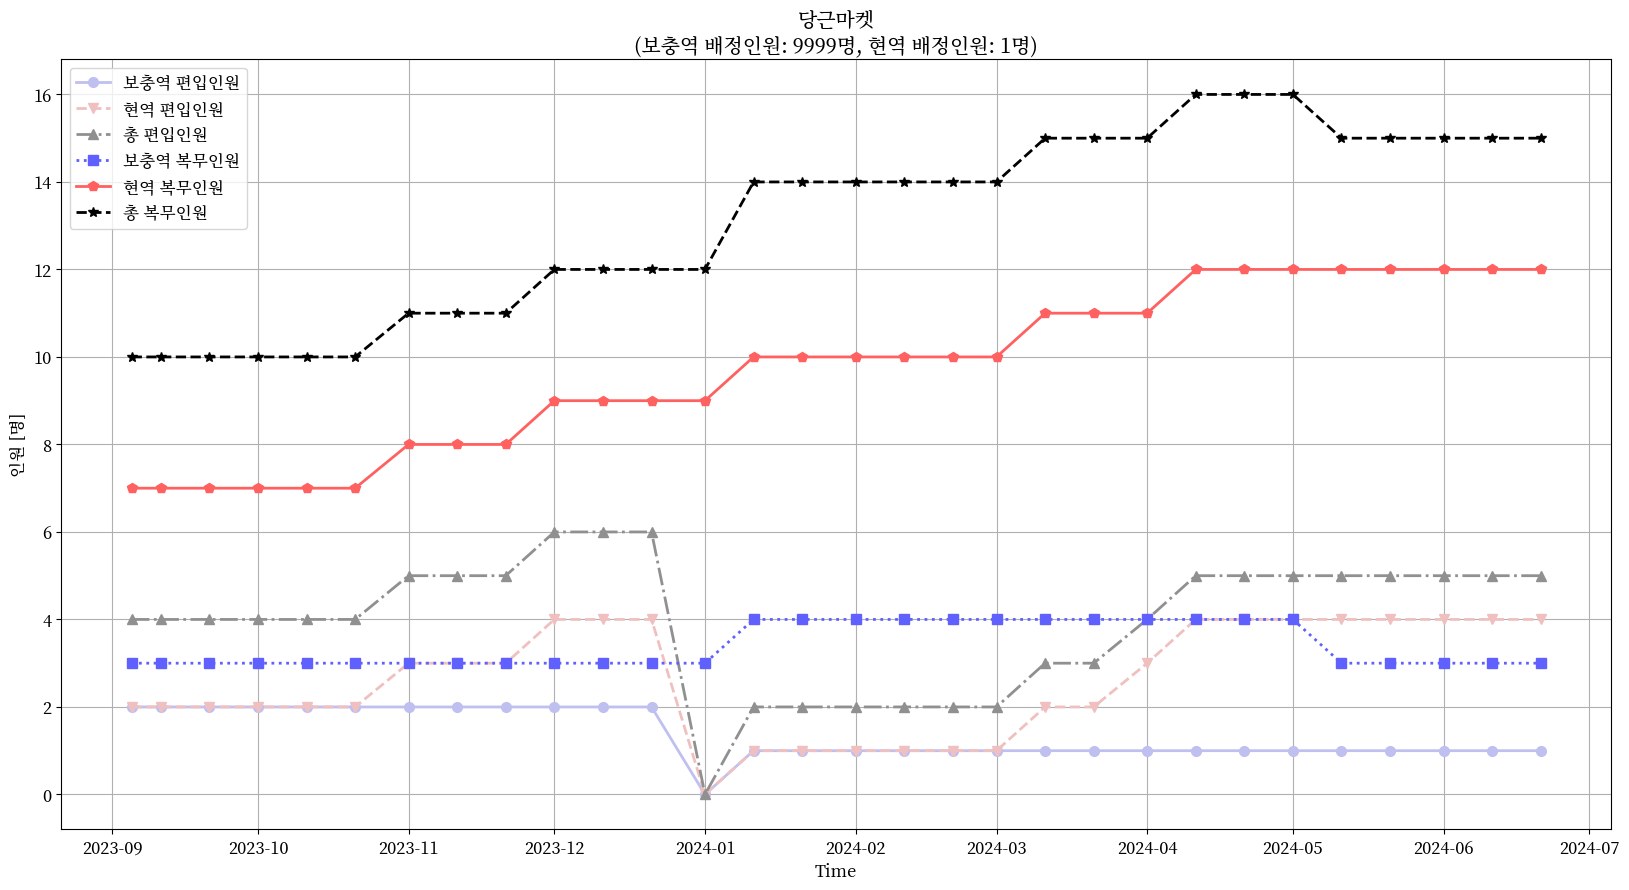 당근마켓
(보충역 배정인원: 9999명, 현역 배정인원: 1명)
보충역 편입인원
현역 편입인원
총 편입인원
보충역 복무인원
현역 복무인원
총 복무인원
인원 [명]
16
14
12
10
8
6
4
2
0
2023-09 2023-10 2023-11 2023-12 2024-01 2024-02 2024-03 2024-04 2024-05 2024-06 2024-07
Time